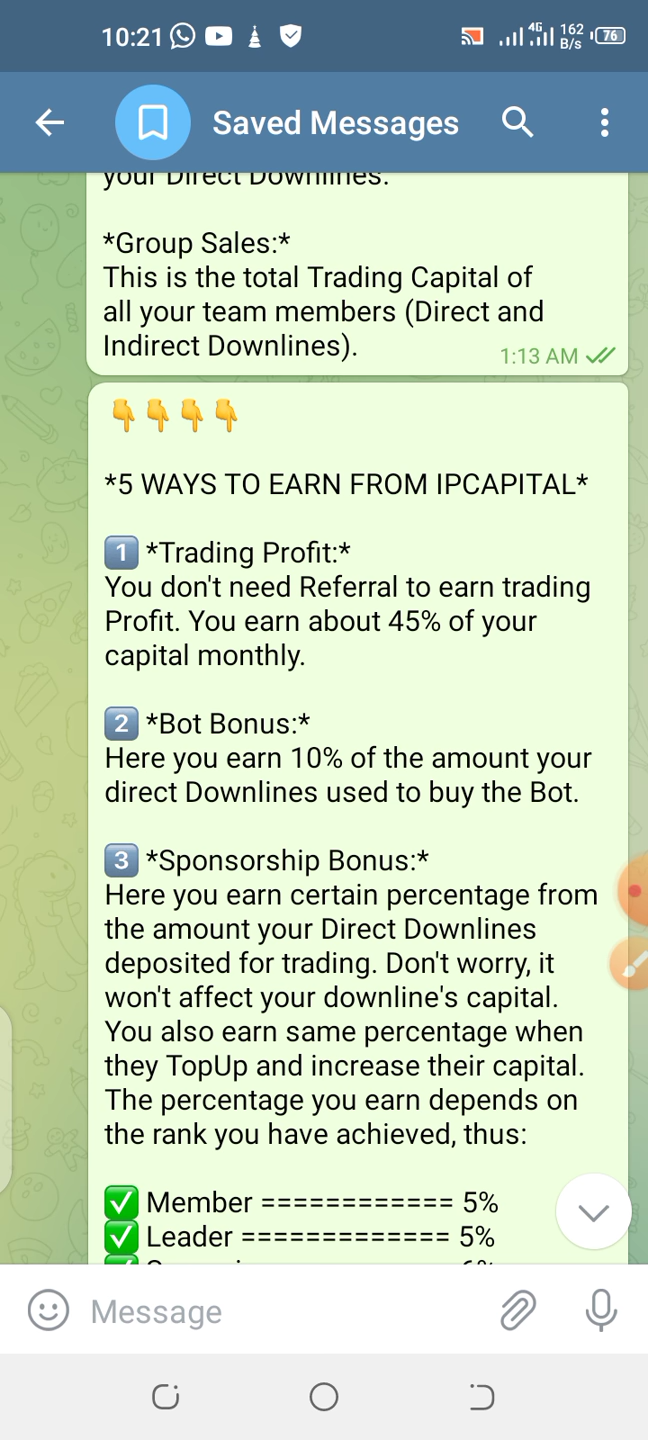 10:21
4G 162 B/s 76
Saved Messages
your Direct Downlines.
*Group Sales:*
This is the total Trading Capital of
all your team members (Direct and
Indirect Downlines).
1:13 AM
*5 WAYS TO EARN FROM IPCAPITAL*
1 *Trading Profit:*
You don't need Referral to earn trading
Profit. You earn about 45% of your
capital monthly.
2 *Bot Bonus:*
Here you earn 10% of the amount your
direct Downlines used to buy the Bot.
3 *Sponsorship Bonus:*
Here you earn certain percentage from
the amount your Direct Downlines
deposited for trading. Don't worry, it
won't affect your downline's capital.
You also earn same percentage when
they TopUp and increase their capital.
The percentage you earn depends on
the rank you have achieved, thus:
Member ============ 5%
Leader ============= 5%
Message